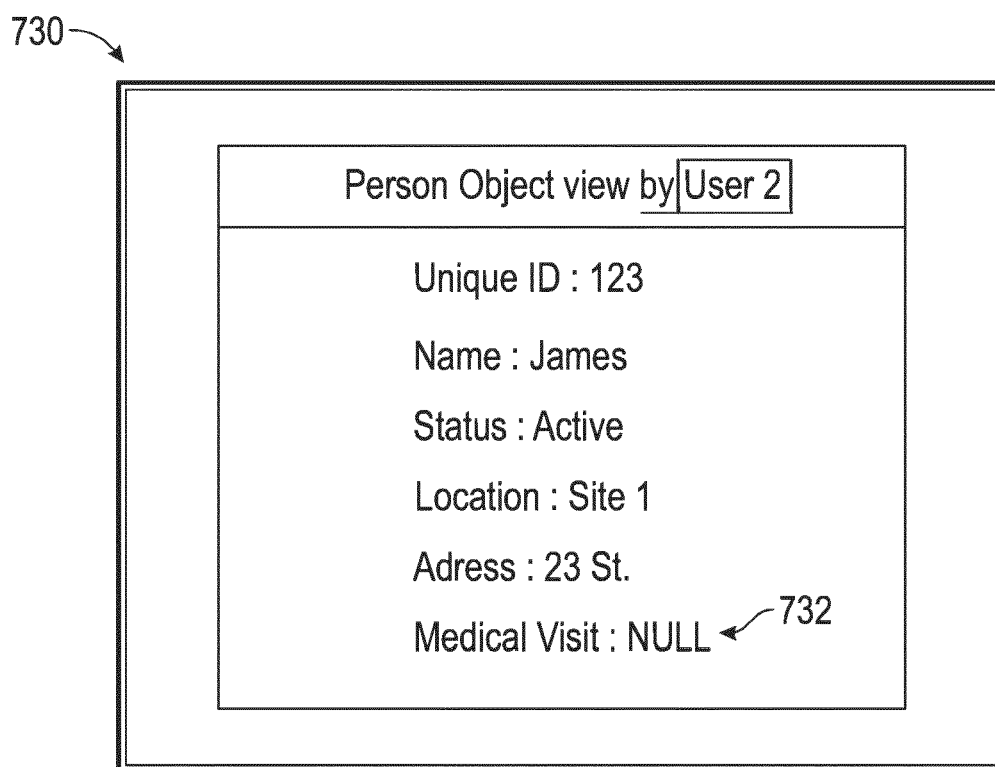 730
Person Object view by User 2
Unique ID : 123
Name : James
Status : Active
Location : Site 1
Adress : 23 St.
Medical Visit : NULL
732